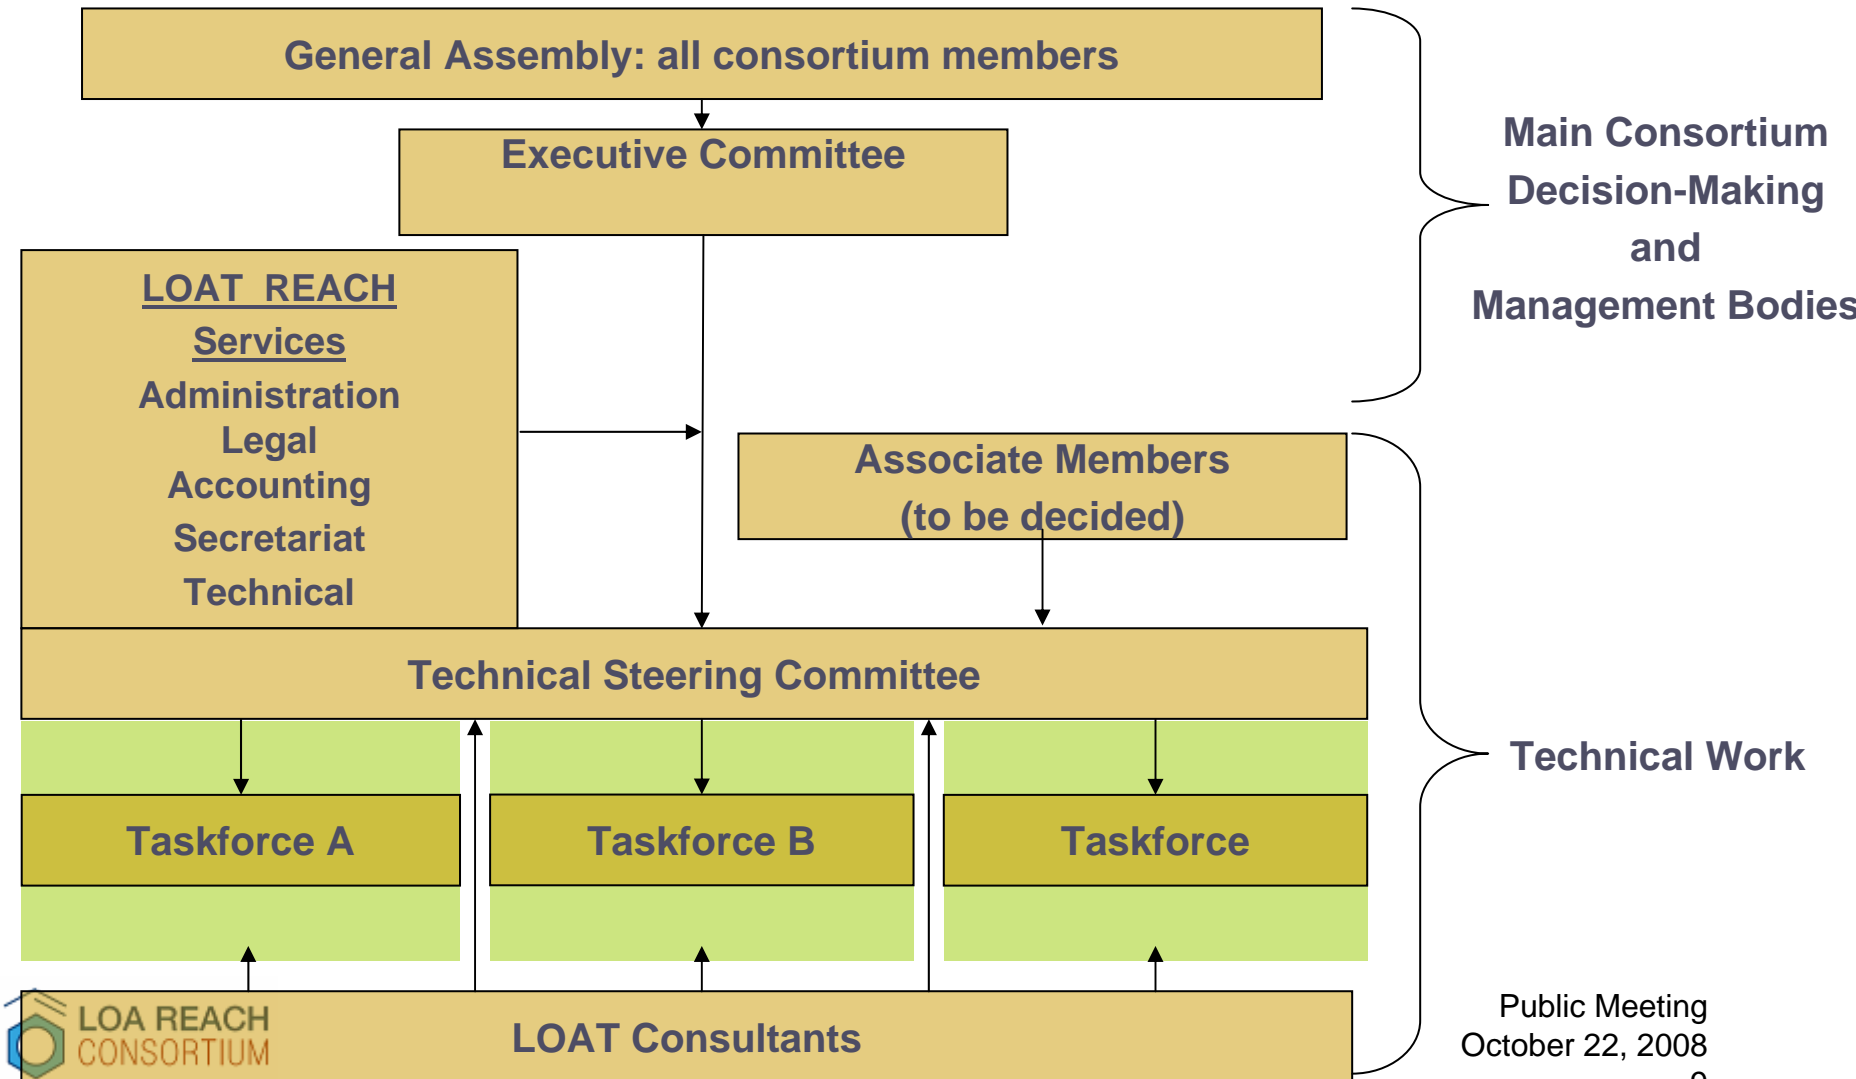 General Assembly: all consortium members
Executive Committee
Main Consortium
Decision-Making
and
Management Bodies
LOAT REACH
Services
Administration
Legal
Accounting
Secretariat
Technical
Associate Members
(to be decided)
Technical Steering Committee
Taskforce A
Taskforce B
Taskforce
Technical Work
LOAT Consultants
LOA REACH
CONSORTIUM
Public Meeting
October 22, 2008